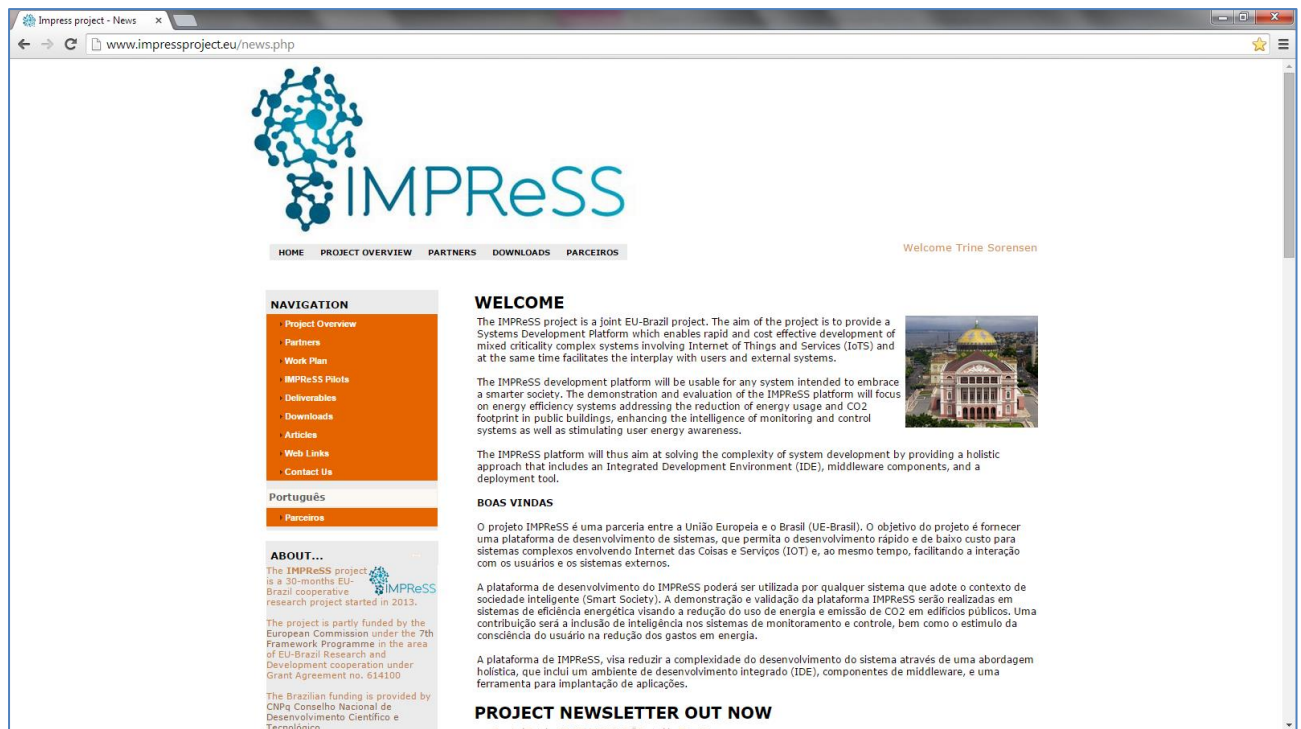 Impress project - News
www.impressproject.eu/news.php
IMPReSS
HOME PROJECT OVERVIEW PARTNERS DOWNLOADS PARCEIROS
Welcome Trine Sorensen
NAVIGATION
Project Overview
Partners
Work Plan
IMPReSS Pilots
Deliverables
Downloads
Articles
Web Links
Contact Us
Português
Parceiros
ABOUT...
The IMPReSS project
is a 30-months EU-
Brazil cooperative
research project started in 2013.
IMPReSS
The project is partly funded by the
European Commission under the 7th
Framework Programme in the area
of EU-Brazil Research and
Development cooperation under
Grant Agreement no. 614100
The Brazilian funding is provided by
CNPq Conselho Nacional de
Desenvolvimento Científico e
Tecnológico
WELCOME
The IMPReSS project is a joint EU-Brazil project. The aim of the project is to provide a
Systems Development Platform which enables rapid and cost effective development of
mixed criticality complex systems involving Internet of Things and Services (IoTS) and
at the same time facilitates the interplay with users and external systems.
The IMPReSS development platform will be usable for any system intended to embrace
a smarter society. The demonstration and evaluation of the IMPReSS platform will focus
on energy efficiency systems addressing the reduction of energy usage and CO2
footprint in public buildings, enhancing the intelligence of monitoring and control
systems as well as stimulating user energy awareness.
The IMPReSS platform will thus aim at solving the complexity of system development by providing a holistic
approach that includes an Integrated Development Environment (IDE), middleware components, and a
deployment tool.
BOAS VINDAS
O projeto IMPReSS é uma parceria entre a União Europeia e o Brasil (UE-Brasil). O objetivo do projeto é fornecer
uma plataforma de desenvolvimento de sistemas, que permita o desenvolvimento rápido e de baixo custo para
sistemas complexos envolvendo Internet das Coisas e Serviços (IOT) e, ao mesmo tempo, facilitando a interação
com os usuários e os sistemas externos.
A plataforma de desenvolvimento do IMPReSS poderá ser utilizada por qualquer sistema que adote o contexto de
sociedade inteligente (Smart Society). A demonstração e validação da plataforma IMPReSS serão realizadas em
sistemas de eficiência energética visando a redução do uso de energia e emissão de CO2 em edifícios públicos. Uma
contribuição será a inclusão de inteligência nos sistemas de monitoramento e controle, bem como o estimulo da
consciência do usuário na redução dos gastos em energia.
A plataforma de IMPReSS, visa reduzir a complexidade do desenvolvimento do sistema através de uma abordagem
holística, que inclui um ambiente de desenvolvimento integrado (IDE), componentes de middleware, e uma
ferramenta para implantação de aplicações.
PROJECT NEWSLETTER OUT NOW